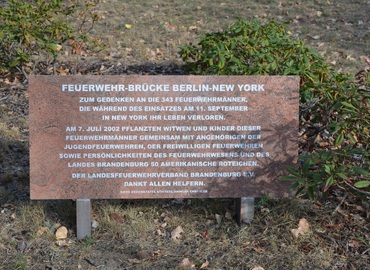 FEUERWEHR-BRÜCKE BERLIN-NEW YORK
ZUM GEDENKEN AN DIE 343 FEUERWEHRMÄNNER,
DIE WÄHREND DES EINSATZES AM 11. SEPTEMBER
IN NEW YORK IHR LEBEN VERLOREN.
AM 7. JULI 2002 PFLANZTEN WITWEN UND KINDER DIESER
FEUERWEHRMÄNNER GEMEINSAM MIT ANGEHÖRIGEN DER
JUGENDFEUERWEHREN, DER FREIWILLIGEN FEUERWEHREN
SOWIE PERSÖNLICHKEITEN DES FEUERWEHRWESENS UND DES
LANDES BRANDENBURG 50 AMERIKANISCHE ROTEICHEN.
DER LANDESFEUERWEHRVERBAND BRANDENBURG E.V.
DANKT ALLEN HELFERN.